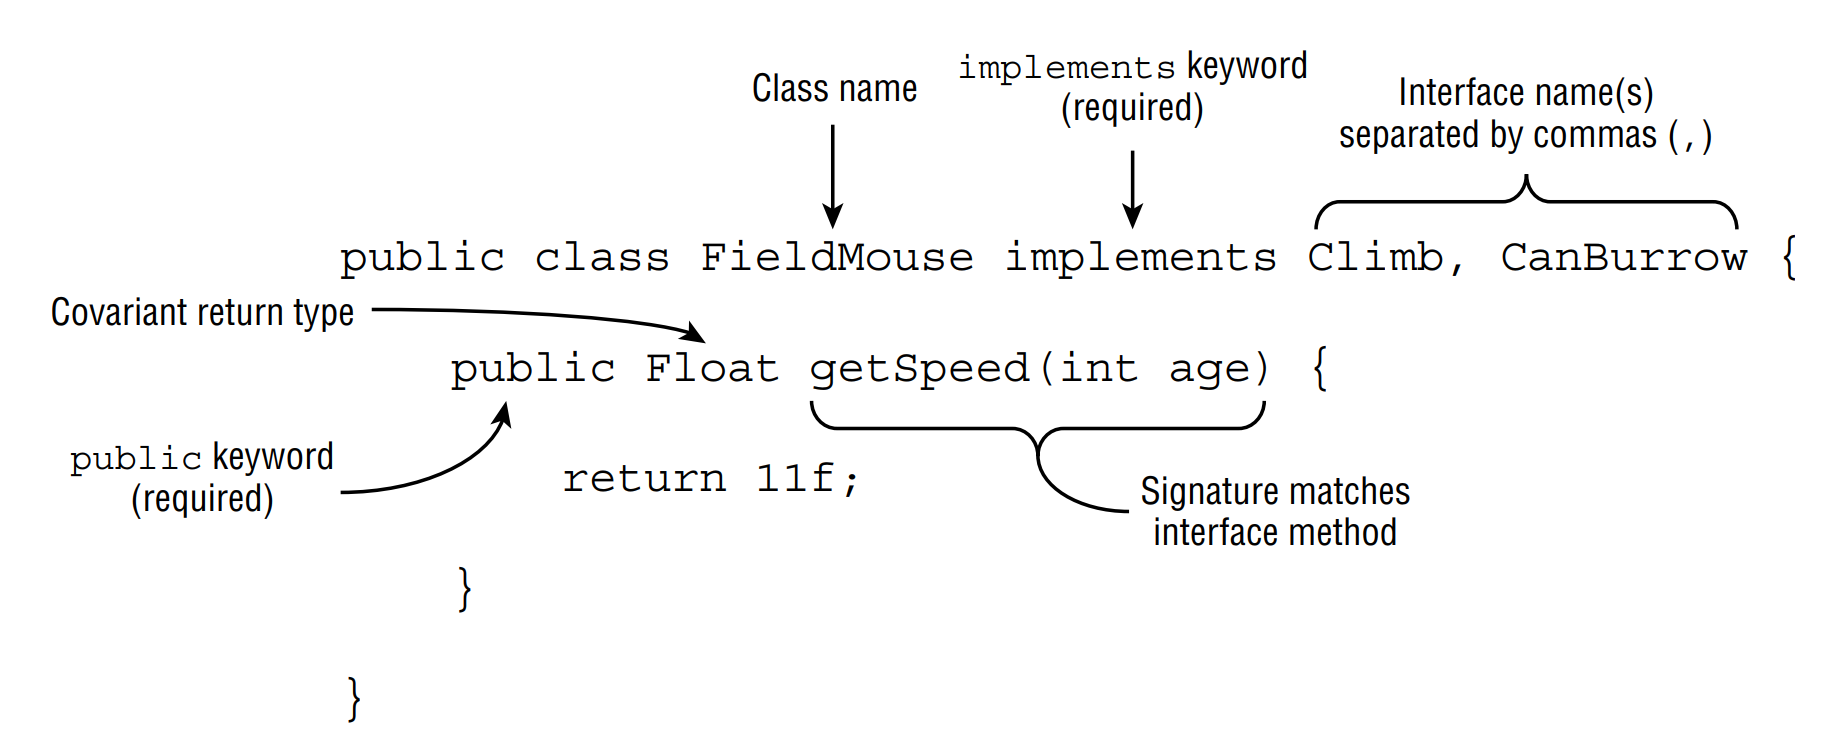 Class name
implements keyword
(required)
Interface name(s)
separated by commas (,)
public class FieldMouse implements Climb, CanBurrow {
Covariant return type
public Float getSpeed(int age) {
public keyword
(required)
return 11f;
Signature matches
interface method
}
}